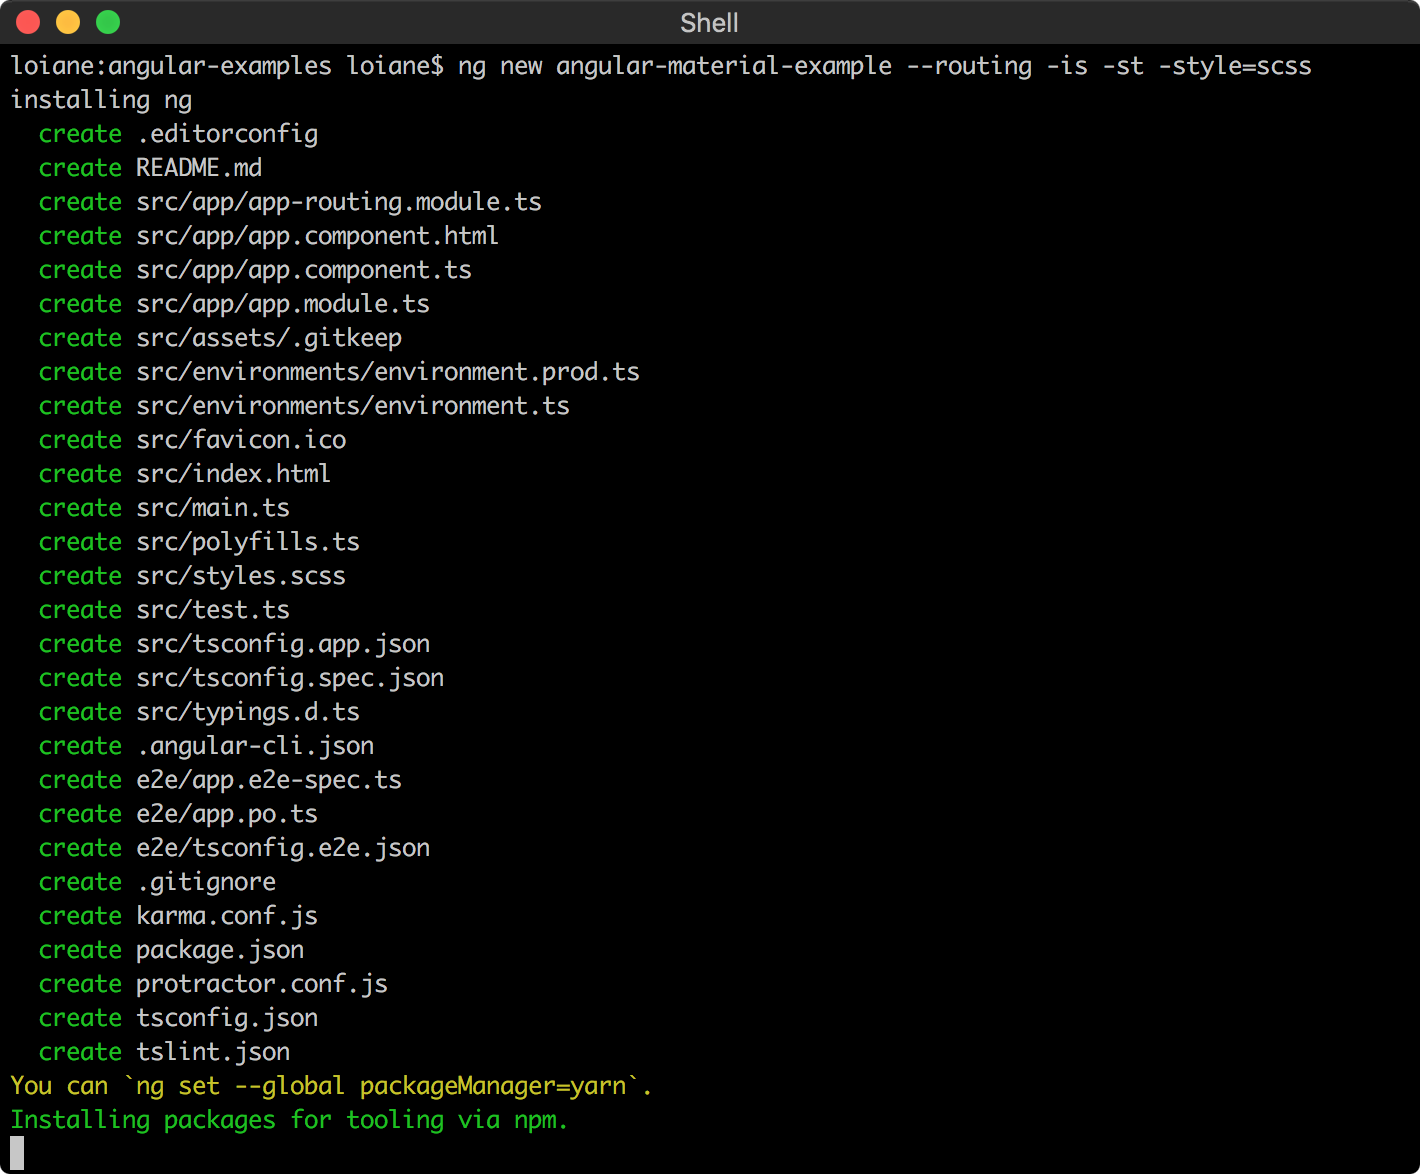 Shell
loiane:angular-examples loiane$ ng new angular-material-example --routing -is -st -style=scss
installing ng
  create .editorconfig
  create README.md
  create src/app/app-routing.module.ts
  create src/app/app.component.html
  create src/app/app.component.ts
  create src/app/app.module.ts
  create src/assets/.gitkeep
  create src/environments/environment.prod.ts
  create src/environments/environment.ts
  create src/favicon.ico
  create src/index.html
  create src/main.ts
  create src/polyfills.ts
  create src/styles.scss
  create src/test.ts
  create src/tsconfig.app.json
  create src/tsconfig.spec.json
  create src/typings.d.ts
  create .angular-cli.json
  create e2e/app.e2e-spec.ts
  create e2e/app.po.ts
  create e2e/tsconfig.e2e.json
  create .gitignore
  create karma.conf.js
  create package.json
  create protractor.conf.js
  create tsconfig.json
  create tslint.json
You can `ng set --global packageManager=yarn`.
Installing packages for tooling via npm.